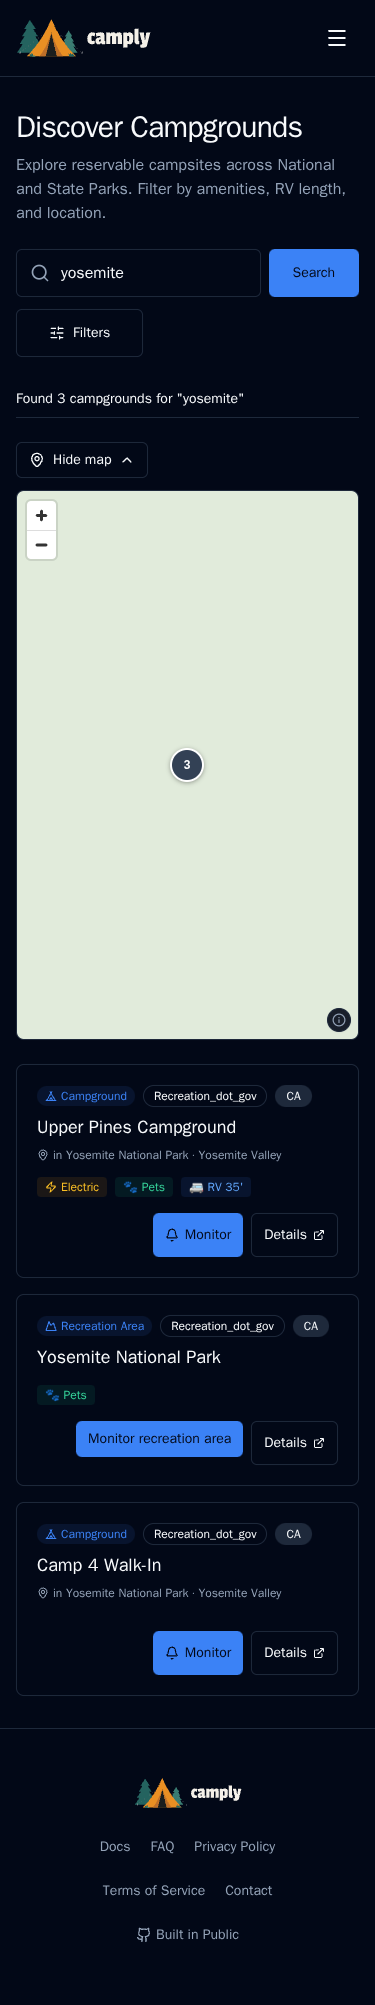 camply
Discover Campgrounds
Explore reservable campsites across National
and State Parks. Filter by amenities, RV length,
and location.
yosemite
Search
Filters
Found 3 campgrounds for "yosemite"
Hide map
3
Campground Recreation_dot_gov CA
Upper Pines Campground
in Yosemite National Park · Yosemite Valley
Electric Pets RV 35'
Monitor Details
Recreation Area Recreation_dot_gov CA
Yosemite National Park
Pets
Monitor recreation area Details
Campground Recreation_dot_gov CA
Camp 4 Walk-In
in Yosemite National Park · Yosemite Valley
Monitor Details
camply
Docs FAQ Privacy Policy
Terms of Service Contact
Built in Public